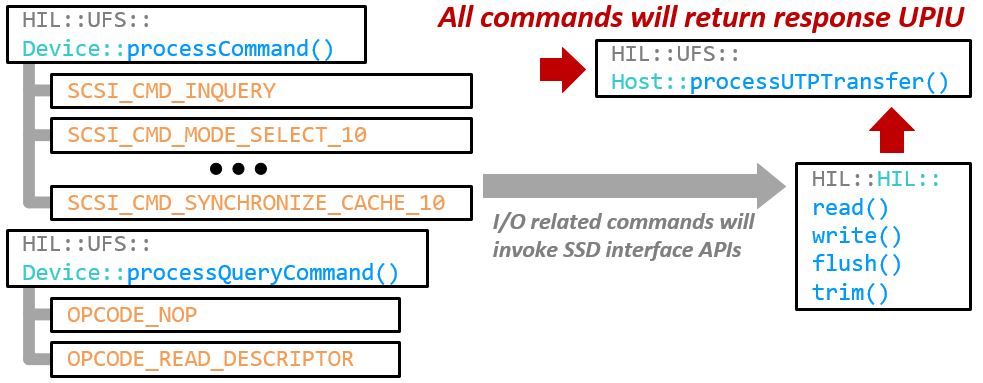 HIL::UFS::
Device::processCommand()
SCSI_CMD_INQUERY
SCSI_CMD_MODE_SELECT_10
•••
SCSI_CMD_SYNCHRONIZE_CACHE_10
HIL::UFS::
Device::processQueryCommand()
OPCODE_NOP
OPCODE_READ_DESCRIPTOR
I/O related commands will
invoke SSD interface APIs
All commands will return response UPIU
HIL::UFS::
Host::processUTPTransfer()
HIL::HIL::
read()
write()
flush()
trim()